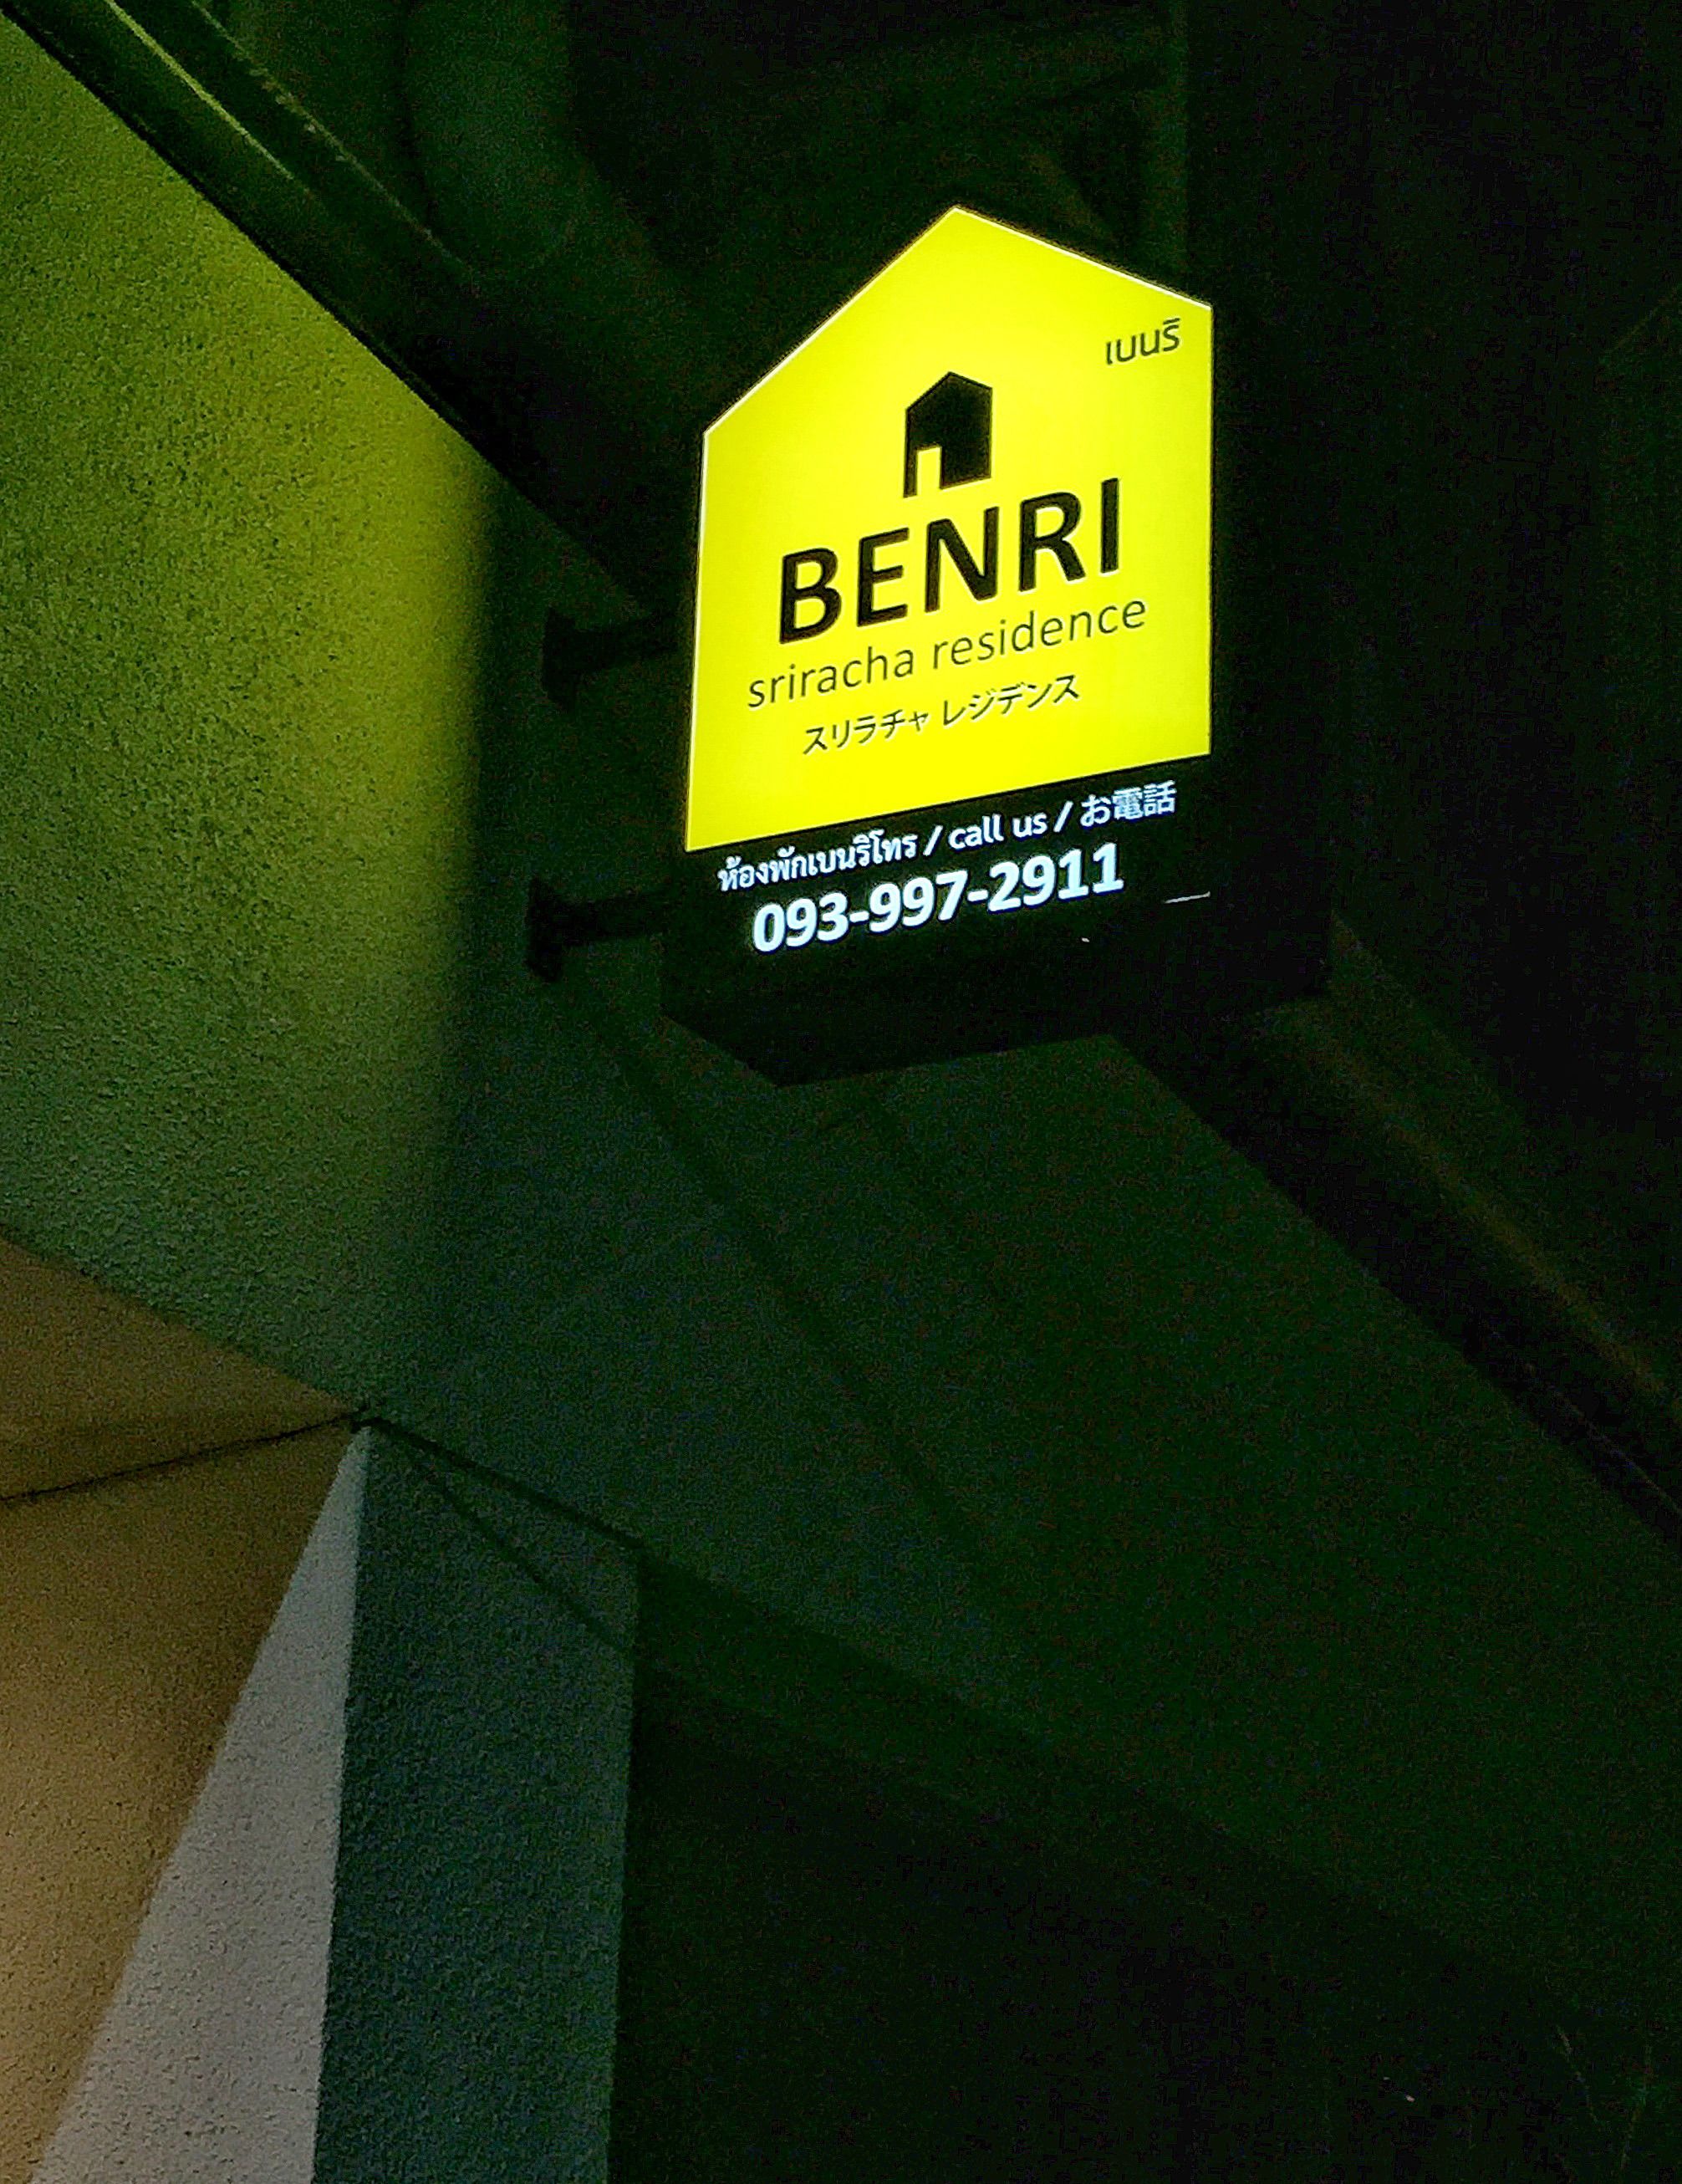 เบนรี
BENRI
sriracha residence
スリラチャ レジデンス
ห้องพักเบนริโทร / call us / お電話
093-997-2911